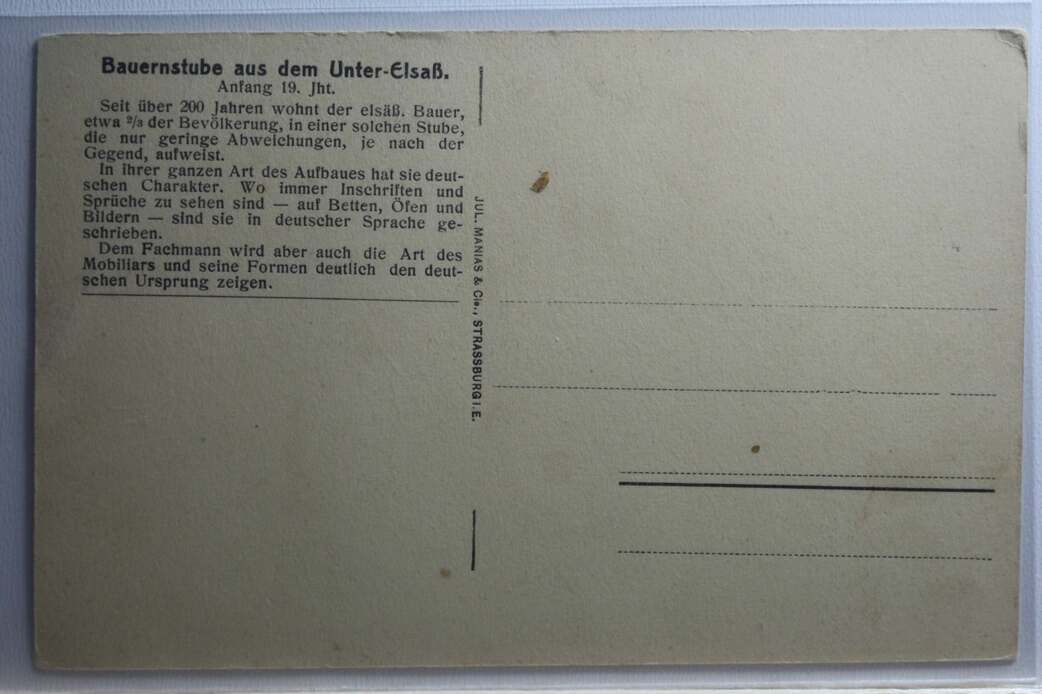 Bauernstube aus dem Unter-Elsaß.
Anfang 19. Jht.
Seit über 200 Jahren wohnt der elsäß. Bauer,
etwa ²/₃ der Bevölkerung, in einer solchen Stube,
die nur geringe Abweichungen, je nach der
Gegend, aufweist.
In ihrer ganzen Art des Aufbaues hat sie deut-
schen Charakter. Wo immer Inschriften und
Sprüche zu sehen sind — auf Betten, Öfen und
Bildern — sind sie in deutscher Sprache ge-
schrieben.
Dem Fachmann wird aber auch die Art des
Mobiliars und seine Formen deutlich den deut-
schen Ursprung zeigen.
JUL. MANIAS & Cie., STRASSBURG i. E.